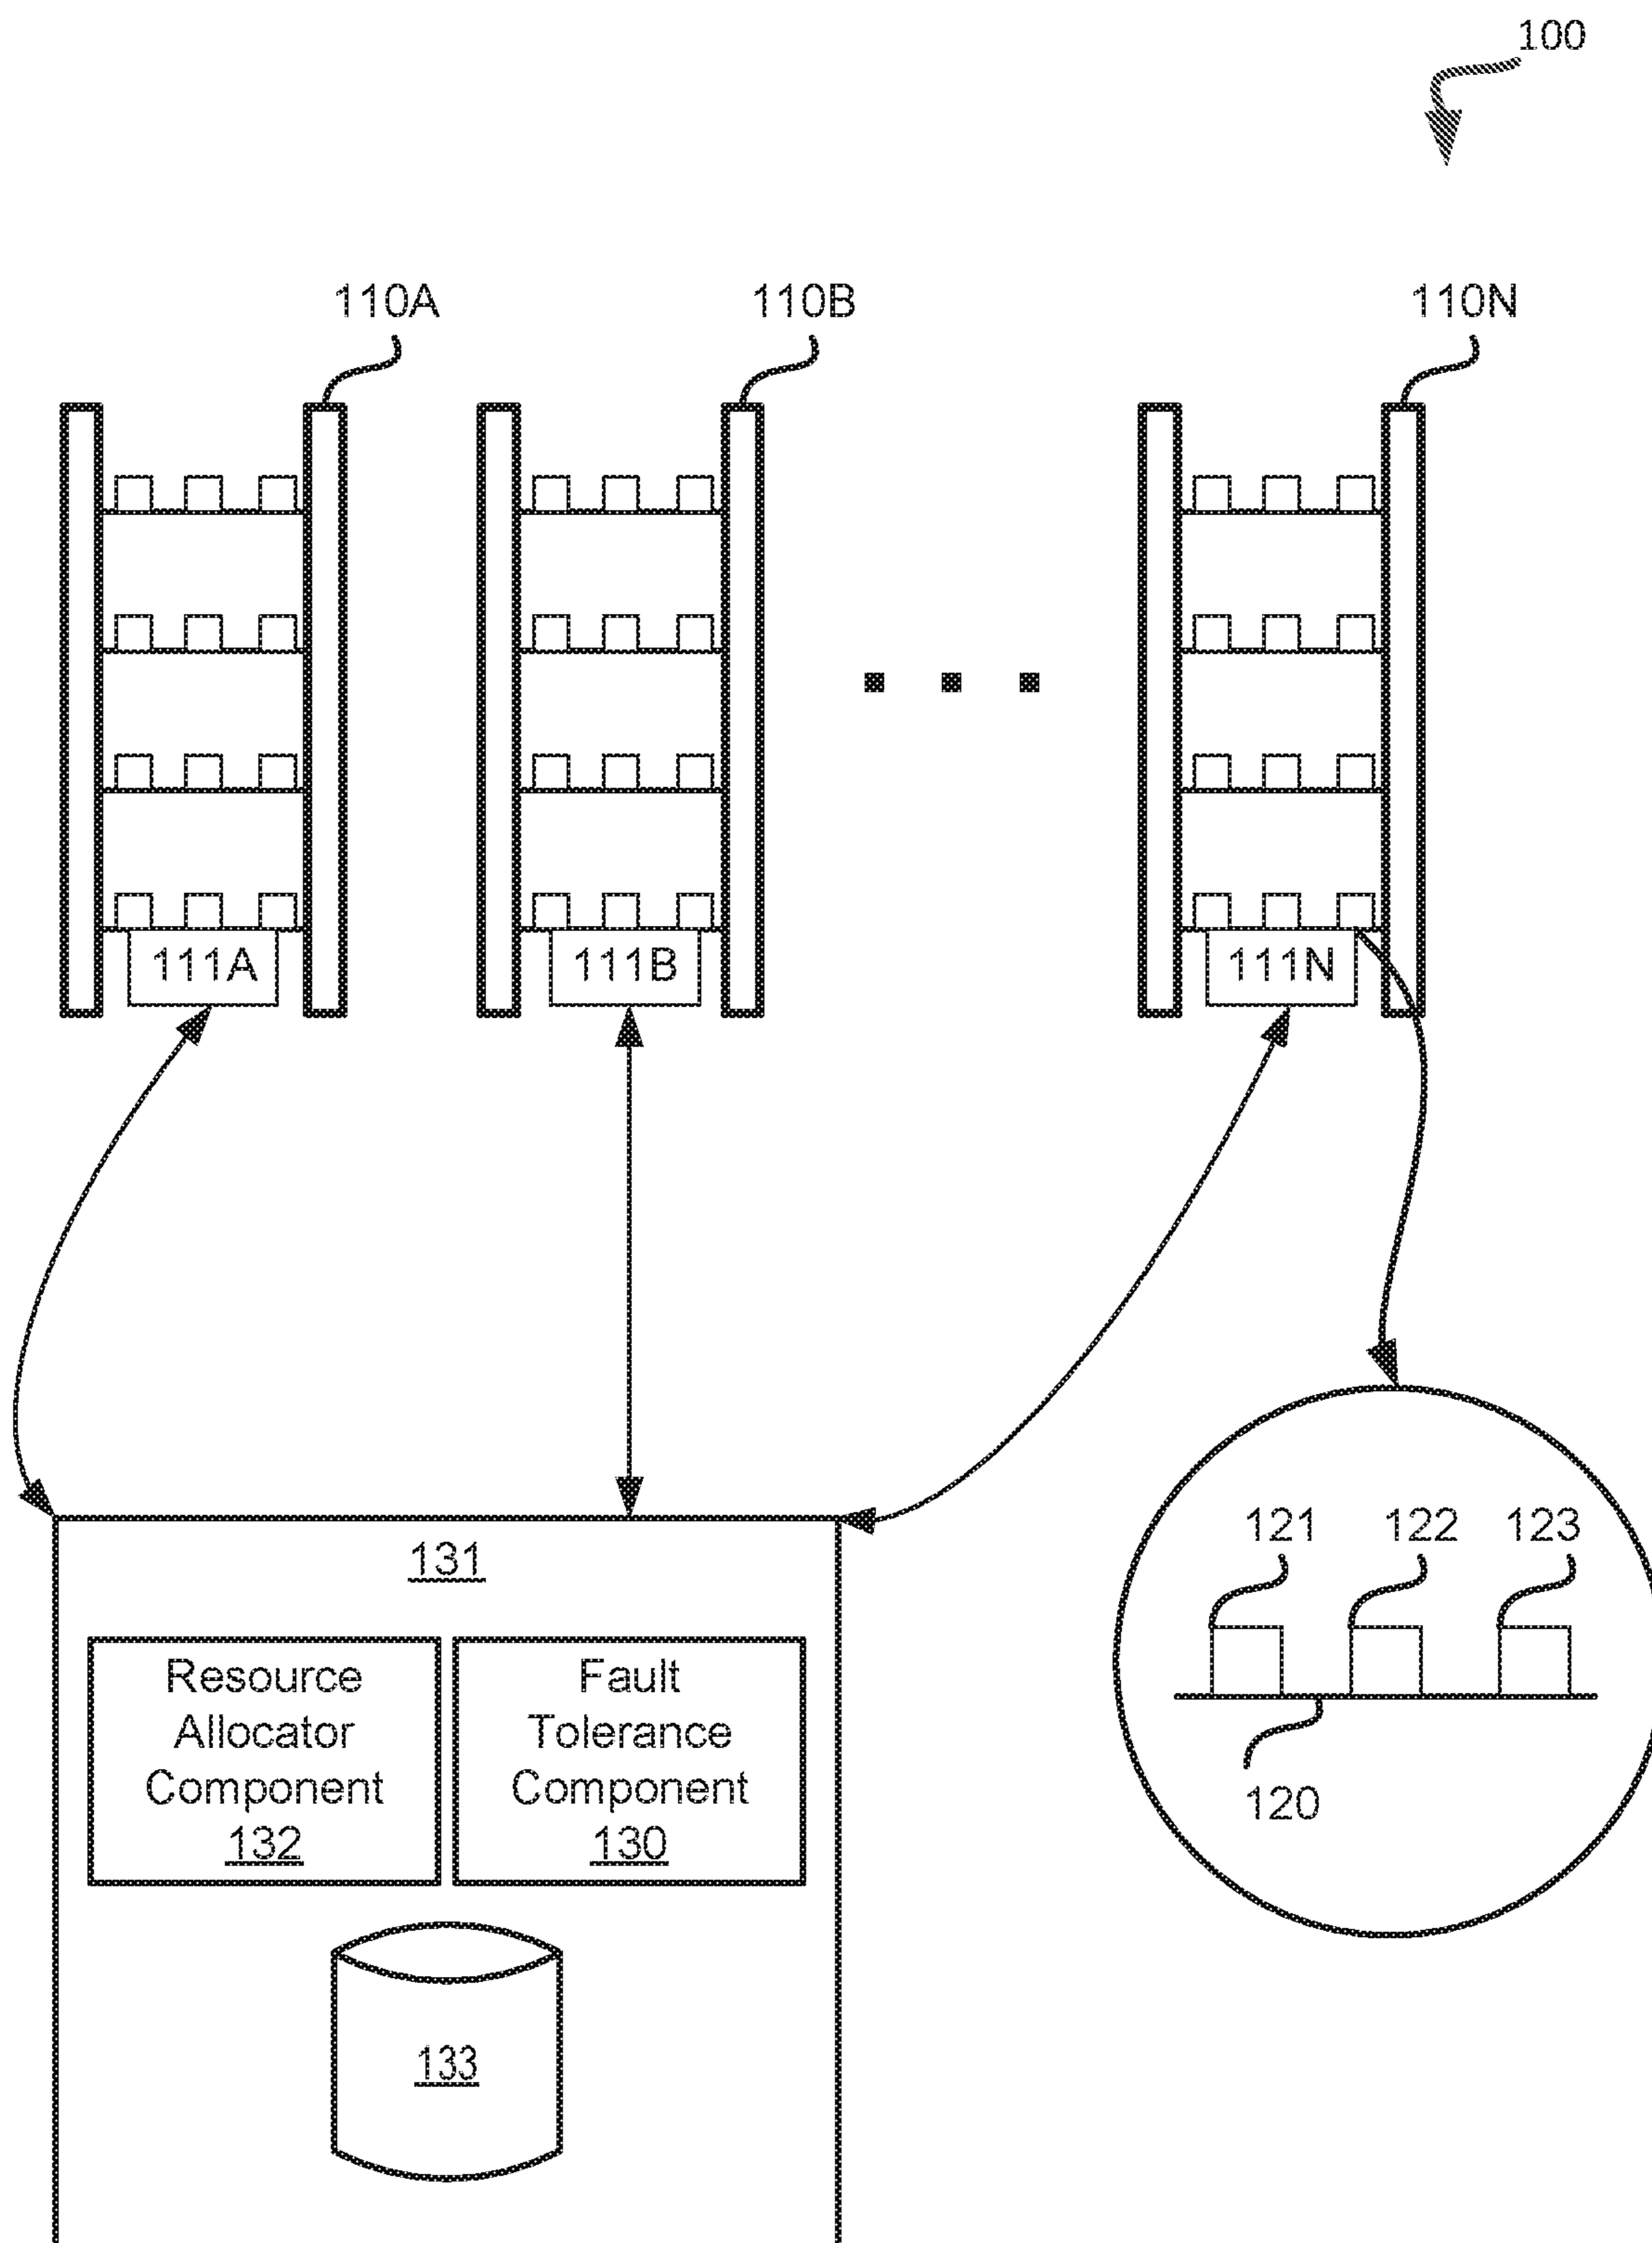 100
110A
110B
110N
111A
111B
111N
131
Resource
Allocator
Component
132
Fault
Tolerance
Component
130
133
121
122
123
120